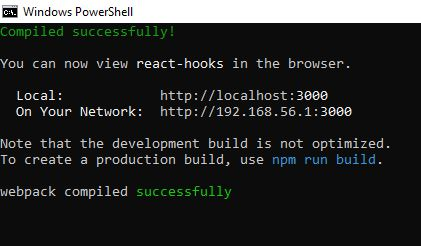 Windows PowerShell
Compiled successfully!
You can now view react-hooks in the browser.
Local: http://localhost:3000
On Your Network: http://192.168.56.1:3000
Note that the development build is not optimized.
To create a production build, use npm run build.
webpack compiled successfully